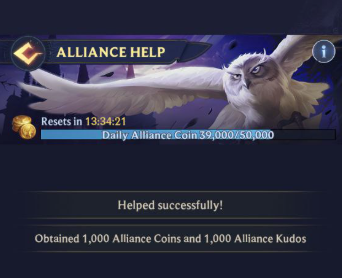 ALLIANCE HELP
i
Resets in 13:34:21
Daily Alliance Coin 39,000/50,000
Helped successfully!
Obtained 1,000 Alliance Coins and 1,000 Alliance Kudos